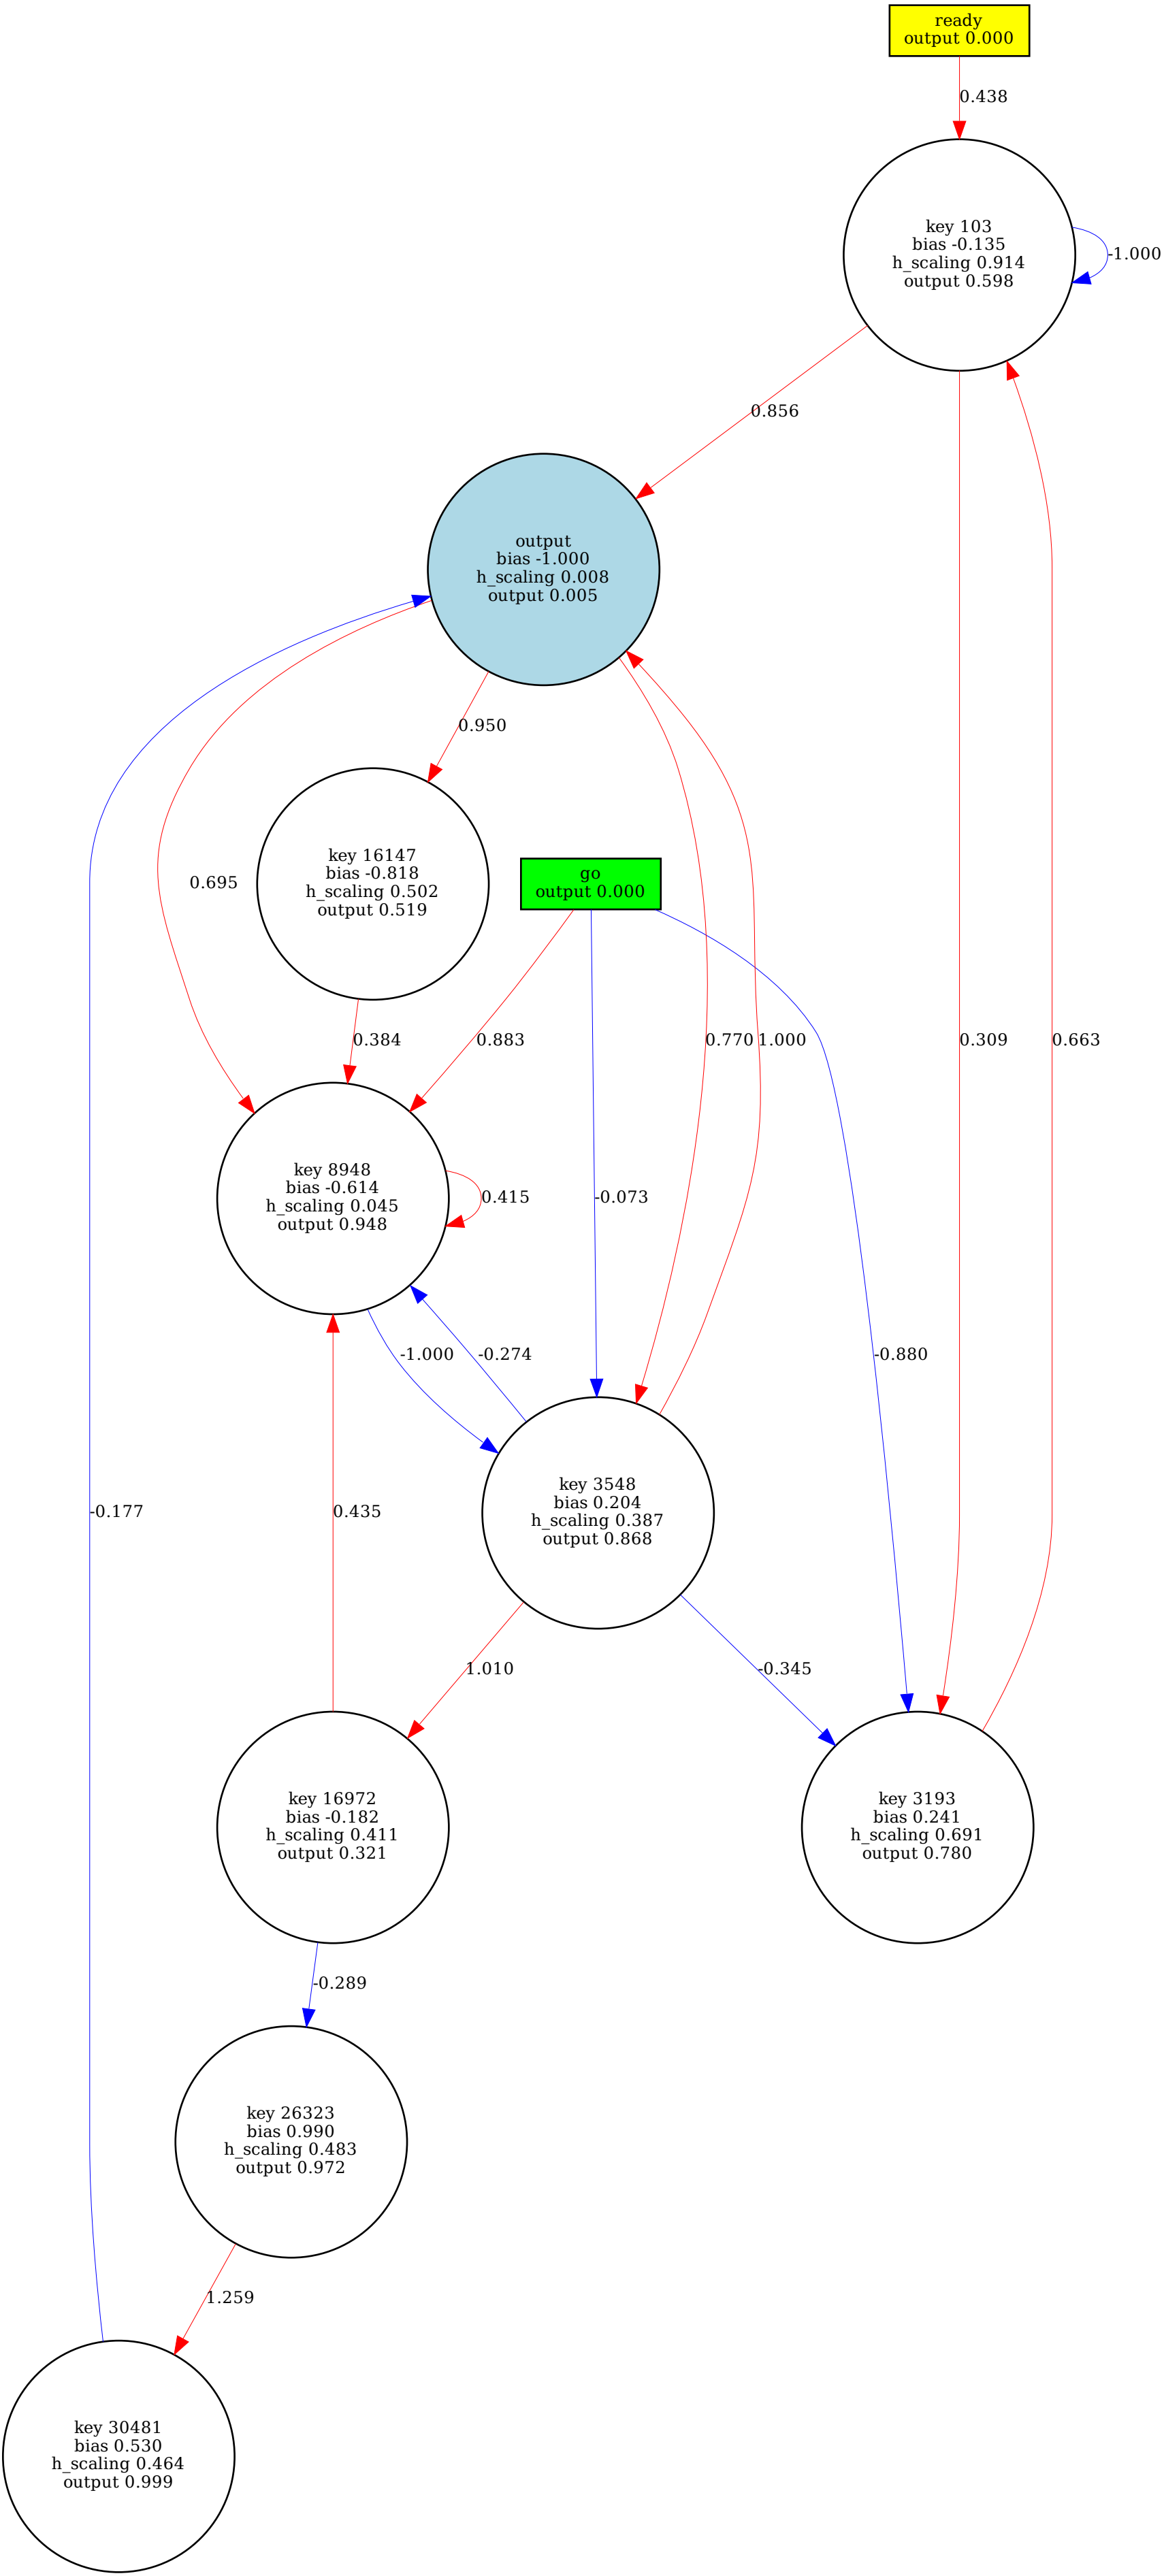 ready
output 0.000
0.438
key 103
bias -0.135
h_scaling 0.914
output 0.598
-1.000
0.856
output
bias -1.000
h_scaling 0.008
output 0.005
0.950
key 16147
bias -0.818
h_scaling 0.502
output 0.519
go
output 0.000
0.695
0.384
0.883
0.770
1.000
0.309
0.663
key 8948
bias -0.614
h_scaling 0.045
output 0.948
0.415
-0.073
-1.000
-0.274
-0.880
key 3548
bias 0.204
h_scaling 0.387
output 0.868
-0.177
0.435
1.010
-0.345
key 16972
bias -0.182
h_scaling 0.411
output 0.321
key 3193
bias 0.241
h_scaling 0.691
output 0.780
-0.289
key 26323
bias 0.990
h_scaling 0.483
output 0.972
1.259
key 30481
bias 0.530
h_scaling 0.464
output 0.999